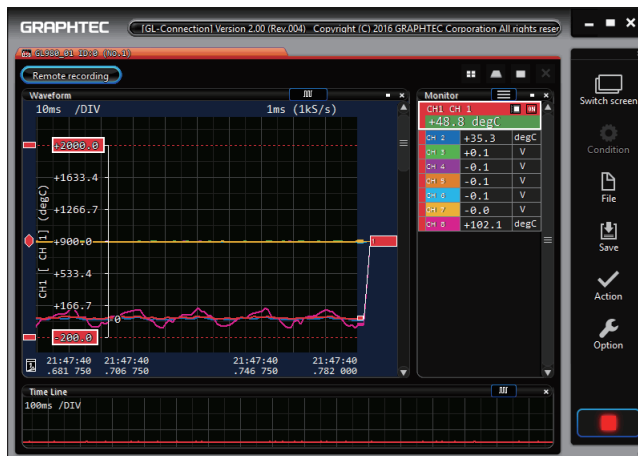 GRAPHTEC
[GL-Connection] Version 2.00 (Rev.004) Copyright (C) 2016 GRAPHTEC Corporation All rights reser
GL980_01 ID:0 (No.1)
Remote recording
Waveform
10ms /DIV
1ms (1kS/s)
+2000.0
+1633.4
+1266.7
+900.0
+533.4
+166.7
0
-200.0
CH1 [ CH 1] (degC)
1
21:47:40
.681 750
21:47:40
.706 750
21:47:40
.746 750
21:47:40
.782 000
Monitor
CH1 CH 1
+48.8 degC
CH 2 +35.3 degC
CH 3 +0.1 V
CH 4 -0.1 V
CH 5 -0.1 V
CH 6 -0.1 V
CH 7 -0.0 V
CH 8 +102.1 degC
Time Line
100ms /DIV
Switch screen
Condition
File
Save
Action
Option